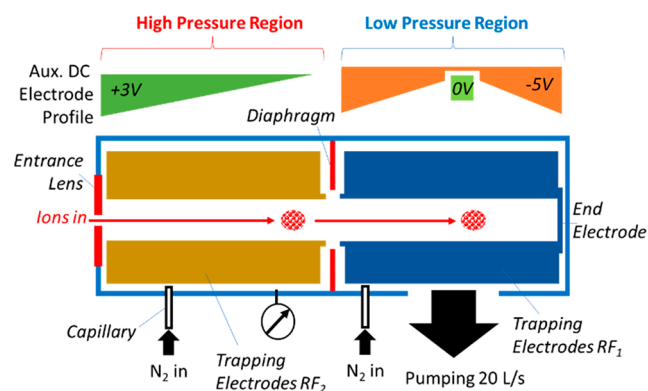 High Pressure Region
Low Pressure Region
Aux. DC
Electrode
Profile
+3V
0V
-5V
Diaphragm
Entrance
Lens
Ions in
End
Electrode
Capillary
N₂ in
Trapping
Electrodes RF₂
N₂ in
Pumping 20 L/s
Trapping
Electrodes RF₁